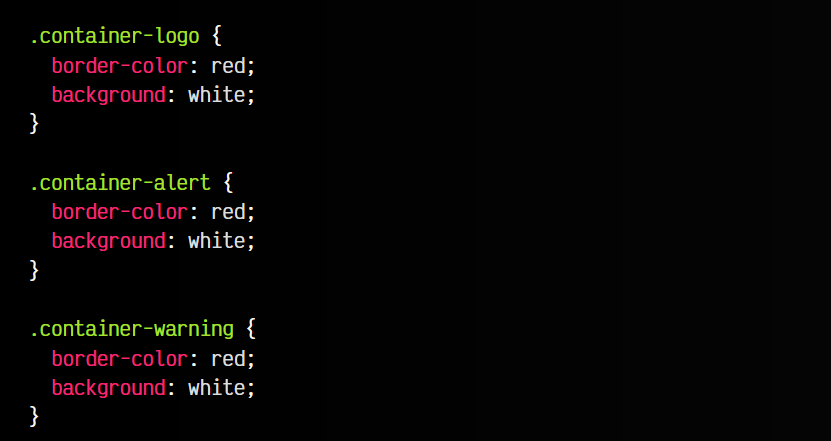 .container-logo {
  border-color: red;
  background: white;
}

.container-alert {
  border-color: red;
  background: white;
}

.container-warning {
  border-color: red;
  background: white;
}